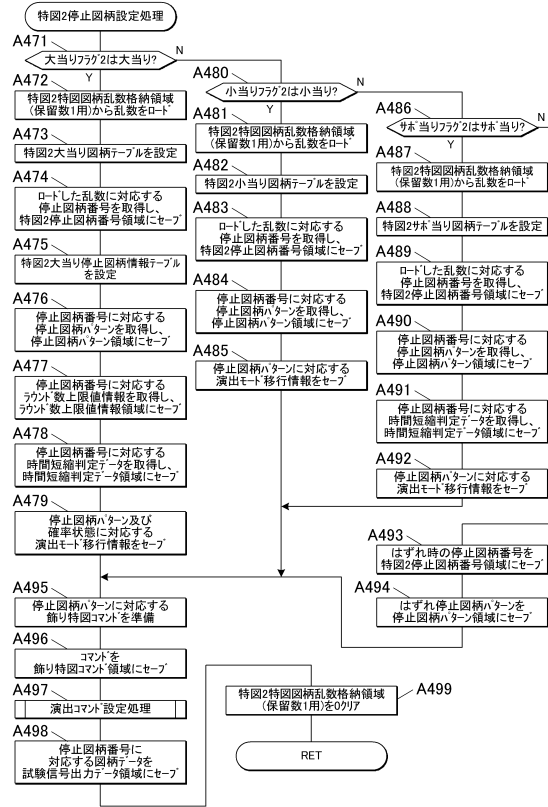 特図2停止図柄設定処理
A471
大当りフラグ2は大当り?
N
Y
A472
特図2特図図柄乱数格納領域
(保留数1用)から乱数をロード
A473
特図2大当り図柄テーブルを設定
A474
ロードした乱数に対応する
停止図柄番号を取得し、
特図2停止図柄番号領域にセーブ
A475
特図2大当り停止図柄情報テーブル
を設定
A476
停止図柄番号に対応する
停止図柄パターンを取得し、
停止図柄パターン領域にセーブ
A477
停止図柄番号に対応する
ラウンド数上限値情報を取得し、
ラウンド数上限値情報領域にセーブ
A478
停止図柄番号に対応する
時間短縮判定データを取得し、
時間短縮判定データ領域にセーブ
A479
停止図柄パターン及び
確率状態に対応する
演出モード移行情報をセーブ
A480
小当りフラグ2は小当り?
N
Y
A481
特図2特図図柄乱数格納領域
(保留数1用)から乱数をロード
A482
特図2小当り図柄テーブルを設定
A483
ロードした乱数に対応する
停止図柄番号を取得し、
特図2停止図柄番号領域にセーブ
A484
停止図柄番号に対応する
停止図柄パターンを取得し、
停止図柄パターン領域にセーブ
A485
停止図柄パターンに対応する
演出モード移行情報をセーブ
A486
サポ当りフラグ2はサポ当り?
N
Y
A487
特図2特図図柄乱数格納領域
(保留数1用)から乱数をロード
A488
特図2サポ当り図柄テーブルを設定
A489
ロードした乱数に対応する
停止図柄番号を取得し、
特図2停止図柄番号領域にセーブ
A490
停止図柄番号に対応する
停止図柄パターンを取得し、
停止図柄パターン領域にセーブ
A491
停止図柄番号に対応する
時間短縮判定データを取得し、
時間短縮判定データ領域にセーブ
A492
停止図柄パターンに対応する
演出モード移行情報をセーブ
A493
はずれ時の停止図柄番号を
特図2停止図柄番号領域にセーブ
A494
はずれ停止図柄パターンを
停止図柄パターン領域にセーブ
A495
停止図柄パターンに対応する
飾り特図コマンドを準備
A496
コマンドを
飾り特図コマンド領域にセーブ
A497
演出コマンド設定処理
A498
停止図柄番号に
対応する図柄データを
試験信号出力データ領域にセーブ
A499
特図2特図図柄乱数格納領域
(保留数1用)を0クリア
RET